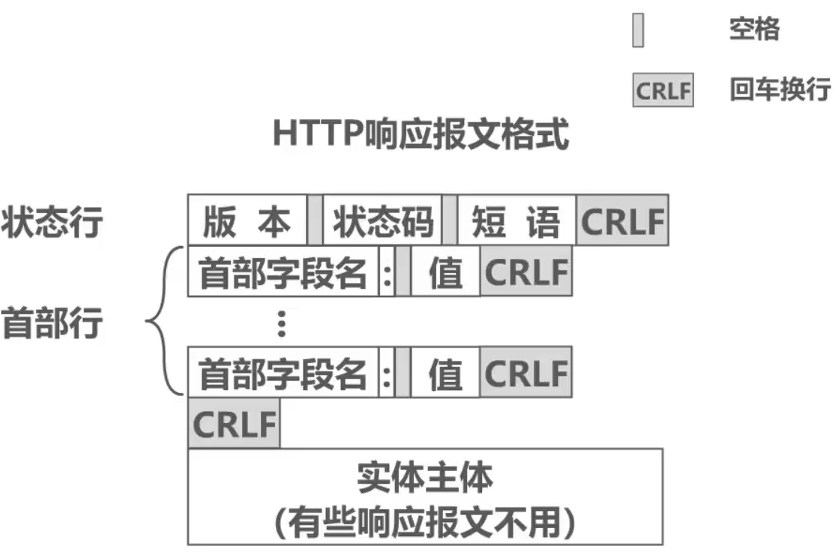 空格
CRLF 回车换行
HTTP响应报文格式
状态行 版本 状态码 短语 CRLF
首部字段名 : 值 CRLF
首部行 ⋮
首部字段名 : 值 CRLF
CRLF
实体主体
(有些响应报文不用)